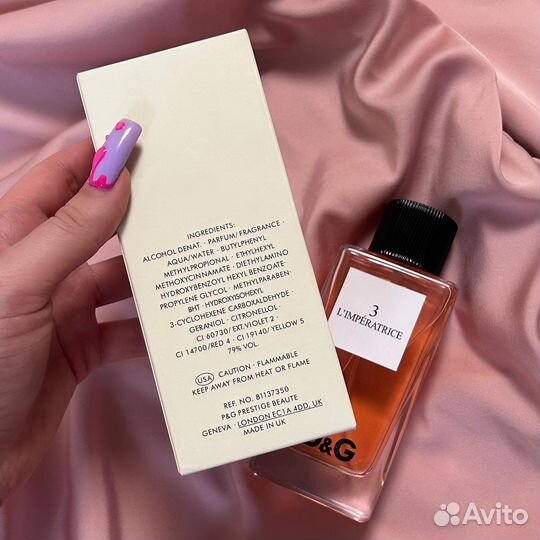 INGREDIENTS:
ALCOHOL DENAT. · PARFUM/ FRAGRANCE ·
AQUA/WATER · BUTYLPHENYL
METHYLPROPIONAL · ETHYLHEXYL
METHOXYCINNAMATE · DIETHYLAMINO
HYDROXYBENZOYL HEXYL BENZOATE·
PROPYLENE GLYCOL · METHYLPARABEN·
BHT · HYDROXYISOHEXYL
3-CYCLOHEXENE CARBOXALDEHYDE ·
GERANIOL · CITRONELLOL ·
CI 60730/ EXT. VIOLET 2 ·
CI 14700/RED 4 · CI 19140/ YELLOW 5
79% VOL.
USA CAUTION - FLAMMABLE
KEEP AWAY FROM HEAT OR FLAME
REF. NO. 81137350
P&G PRESTIGE BEAUTE
GENEVA · LONDON EC1A 4DD, UK
MADE IN UK
3
L'IMPÉRATRICE
D&G
Avito